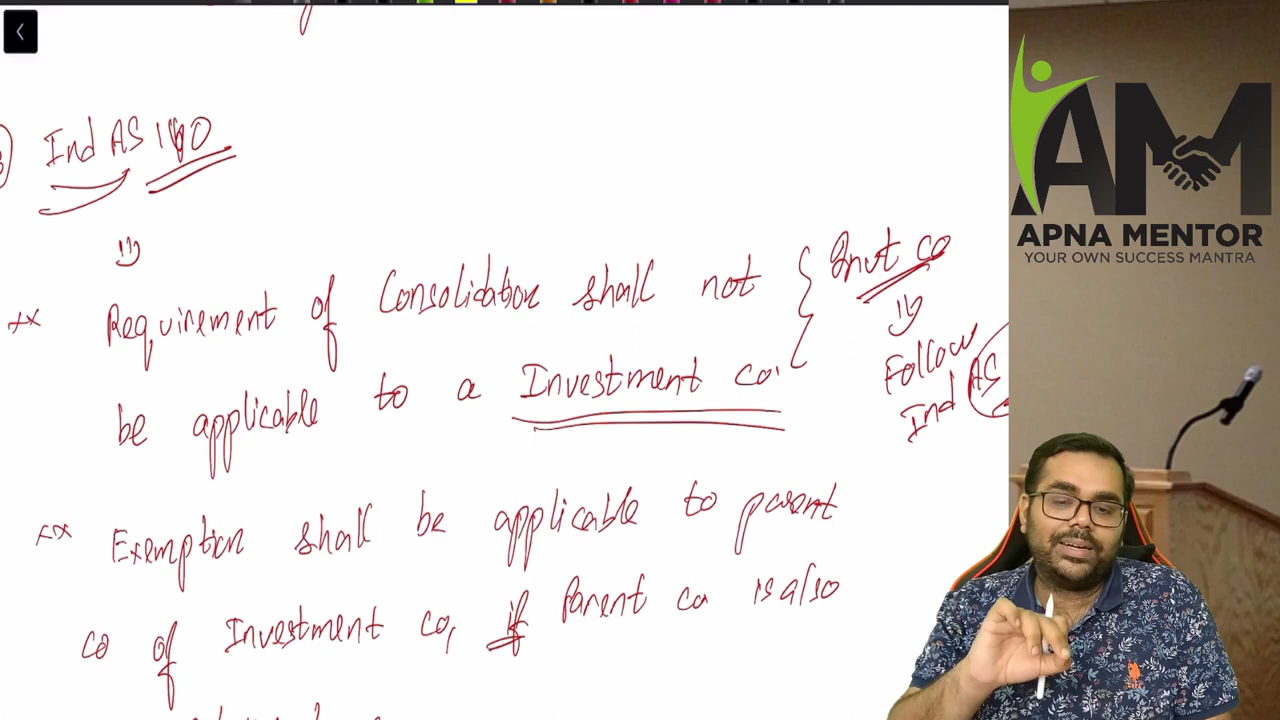 Ind AS 110
Requirement of Consolidation shall not
be applicable to a Investment co.
Invt co
Follow
Ind AS
Exemption shall be applicable to parent
co of Investment co, if Parent co is also
AM
APNA MENTOR
YOUR OWN SUCCESS MANTRA